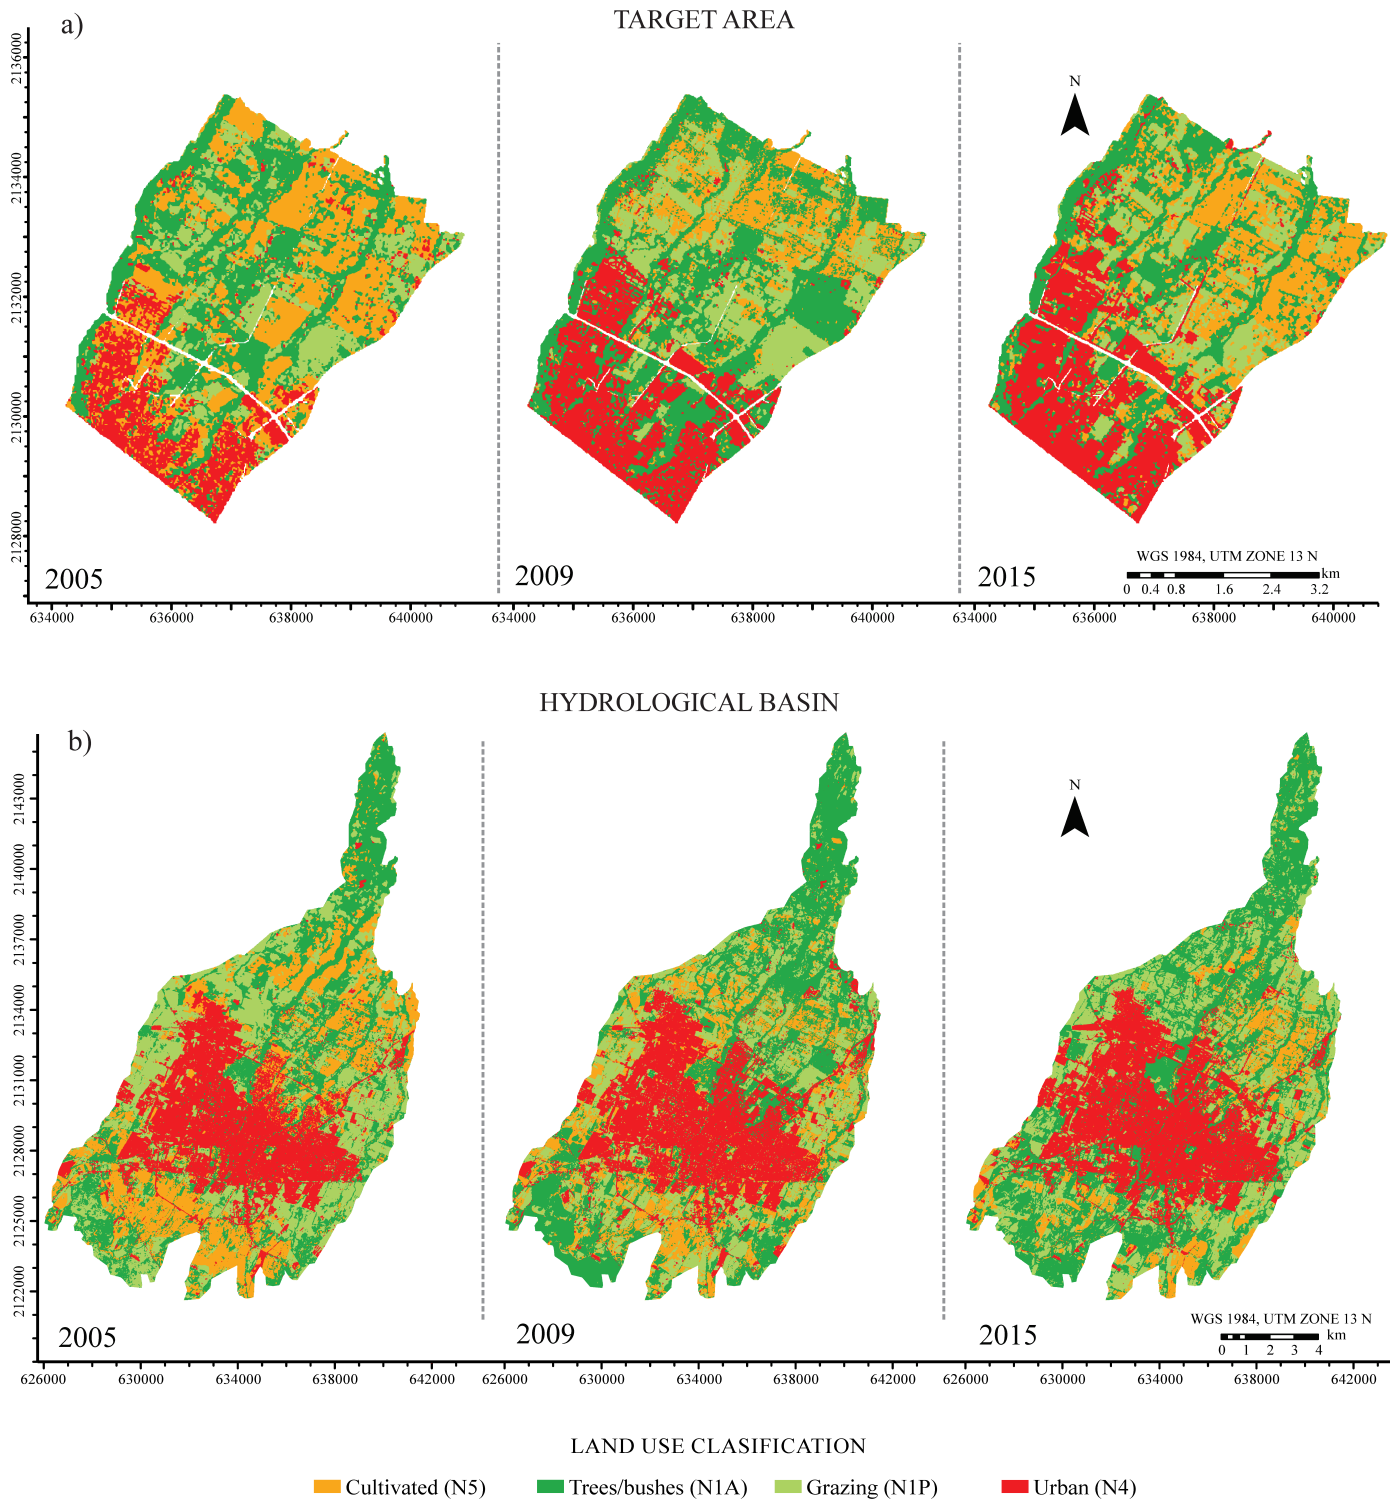 TARGET AREA
a)
2136000
2134000
2132000
2130000
2128000
N
2005
2009
2015
WGS 1984, UTM ZONE 13 N
km
0 0.4 0.8 1.6 2.4 3.2
634000 636000 638000 640000 634000 636000 638000 640000 634000 636000 638000 640000
HYDROLOGICAL BASIN
b)
2143000
2140000
2137000
2134000
2131000
2128000
2125000
2122000
N
2005
2009
2015
WGS 1984, UTM ZONE 13 N
km
0 1 2 3 4
626000 630000 634000 638000 642000 626000 630000 634000 638000 642000 626000 630000 634000 638000 642000
LAND USE CLASIFICATION
Cultivated (N5) Trees/bushes (N1A) Grazing (N1P) Urban (N4)